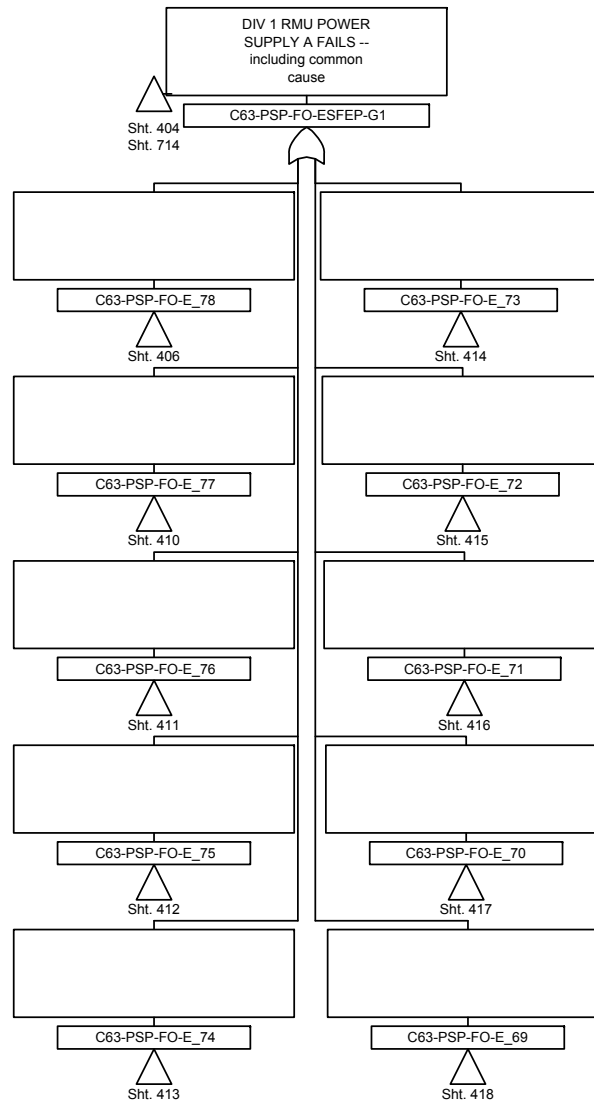 DIV 1 RMU POWER
SUPPLY A FAILS --
including common
cause
C63-PSP-FO-ESFEP-G1
Sht. 404
Sht. 714
C63-PSP-FO-E_78
Sht. 406
C63-PSP-FO-E_73
Sht. 414
C63-PSP-FO-E_77
Sht. 410
C63-PSP-FO-E_72
Sht. 415
C63-PSP-FO-E_76
Sht. 411
C63-PSP-FO-E_71
Sht. 416
C63-PSP-FO-E_75
Sht. 412
C63-PSP-FO-E_70
Sht. 417
C63-PSP-FO-E_74
Sht. 413
C63-PSP-FO-E_69
Sht. 418